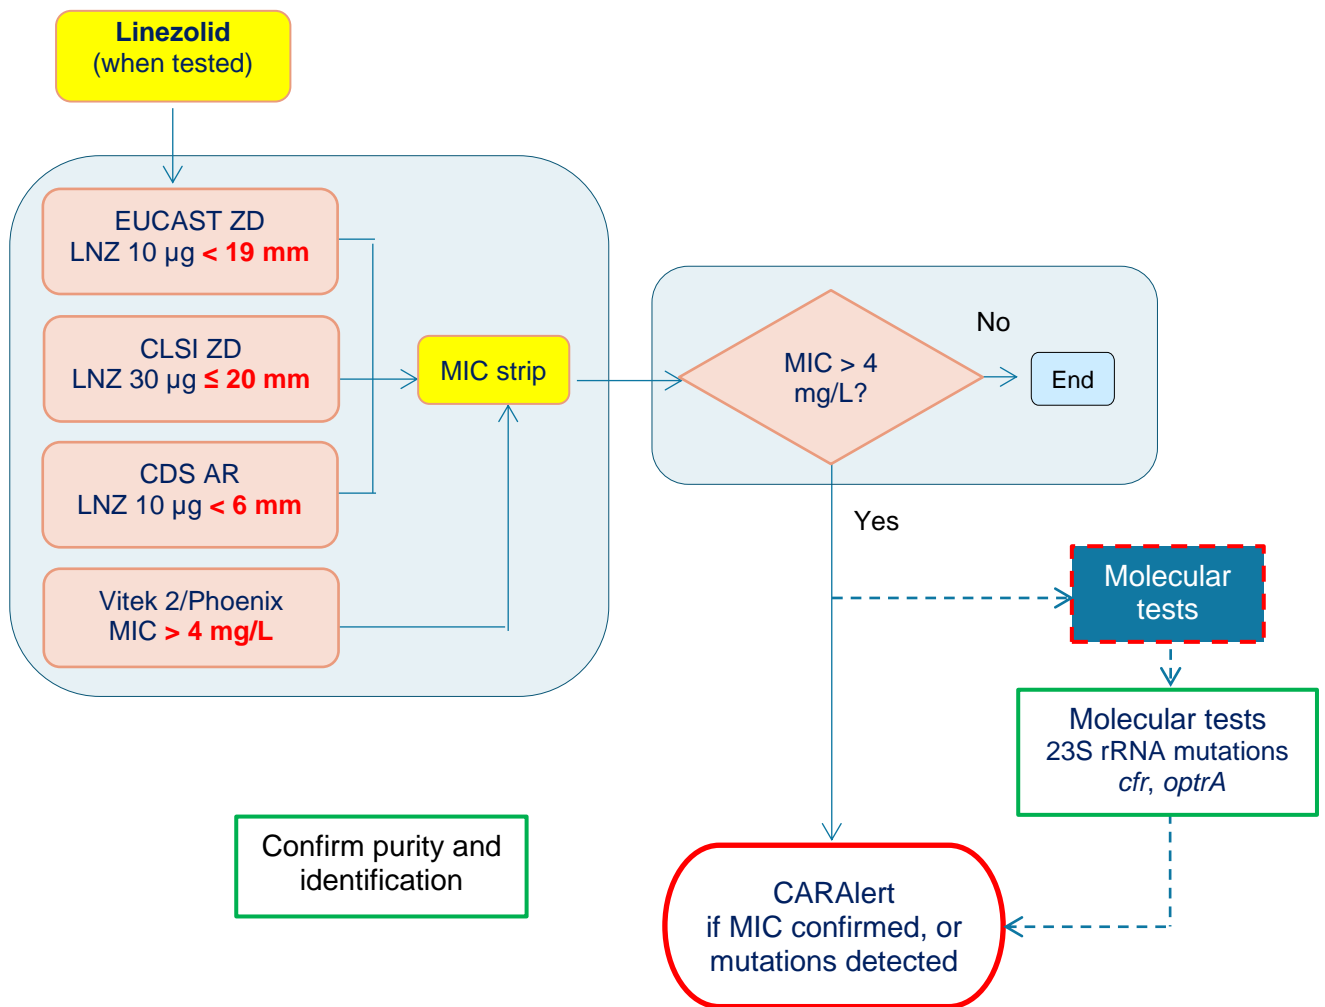 Linezolid
(when tested)
EUCAST ZD
LNZ 10 µg < 19 mm
CLSI ZD
LNZ 30 µg ≤ 20 mm
CDS AR
LNZ 10 µg < 6 mm
Vitek 2/Phoenix
MIC > 4 mg/L
MIC strip
MIC > 4
mg/L?
No
End
Yes
Molecular
tests
Molecular tests
23S rRNA mutations
cfr, optrA
Confirm purity and
identification
CARAlert
if MIC confirmed, or
mutations detected